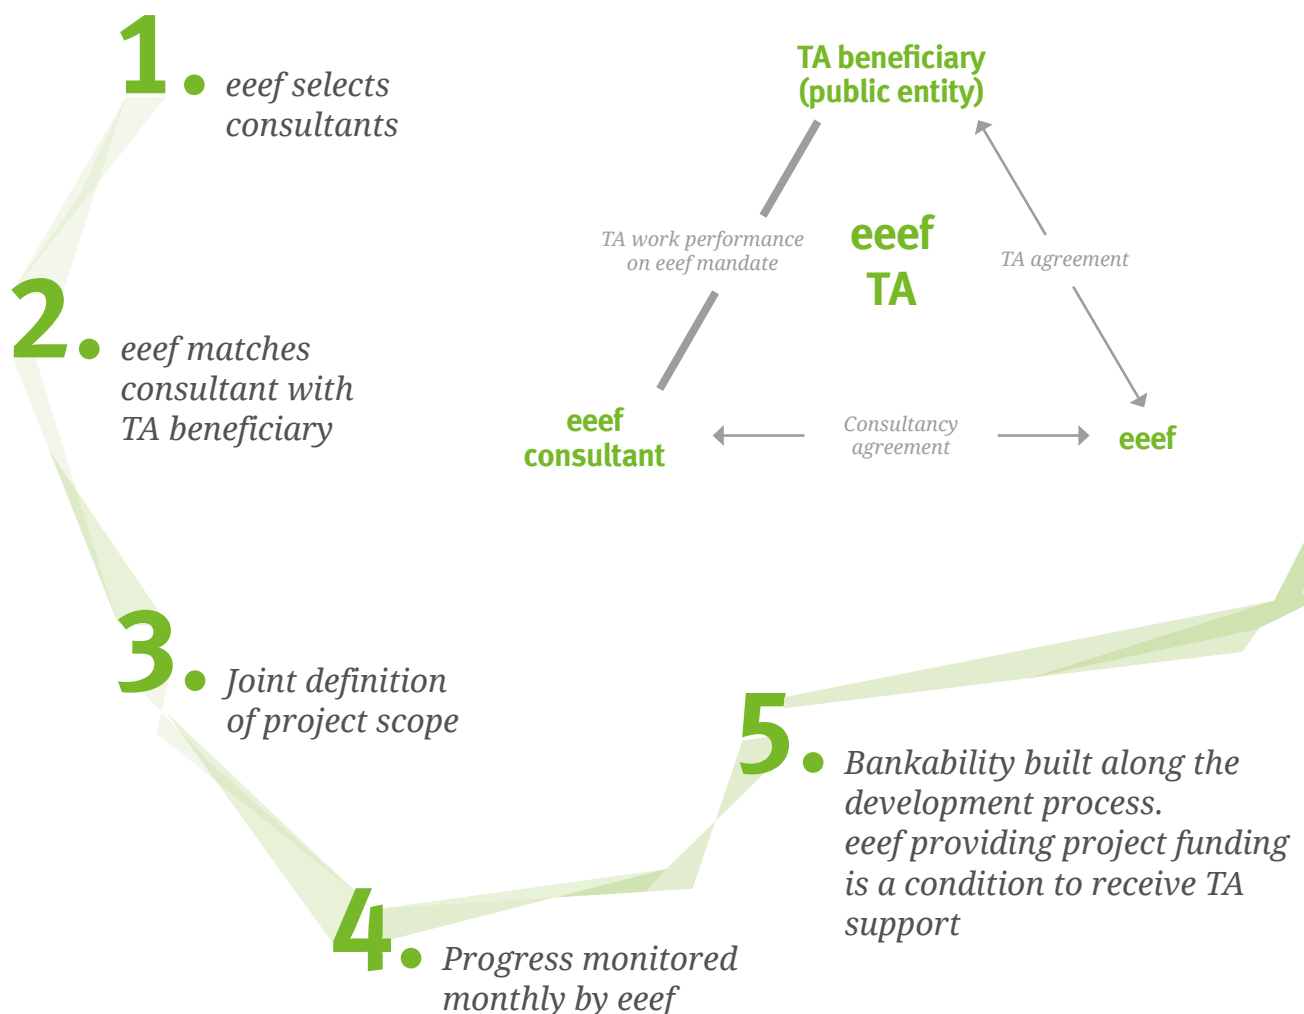 1.
eeef selects
consultants
TA beneficiary
(public entity)
TA work performance
on eeef mandate
eeef
TA
TA agreement
eeef
consultant
Consultancy
agreement
eeef
2.
eeef matches
consultant with
TA beneficiary
3.
Joint definition
of project scope
4.
Progress monitored
monthly by eeef
5.
Bankability built along the
development process.
eeef providing project funding
is a condition to receive TA
support